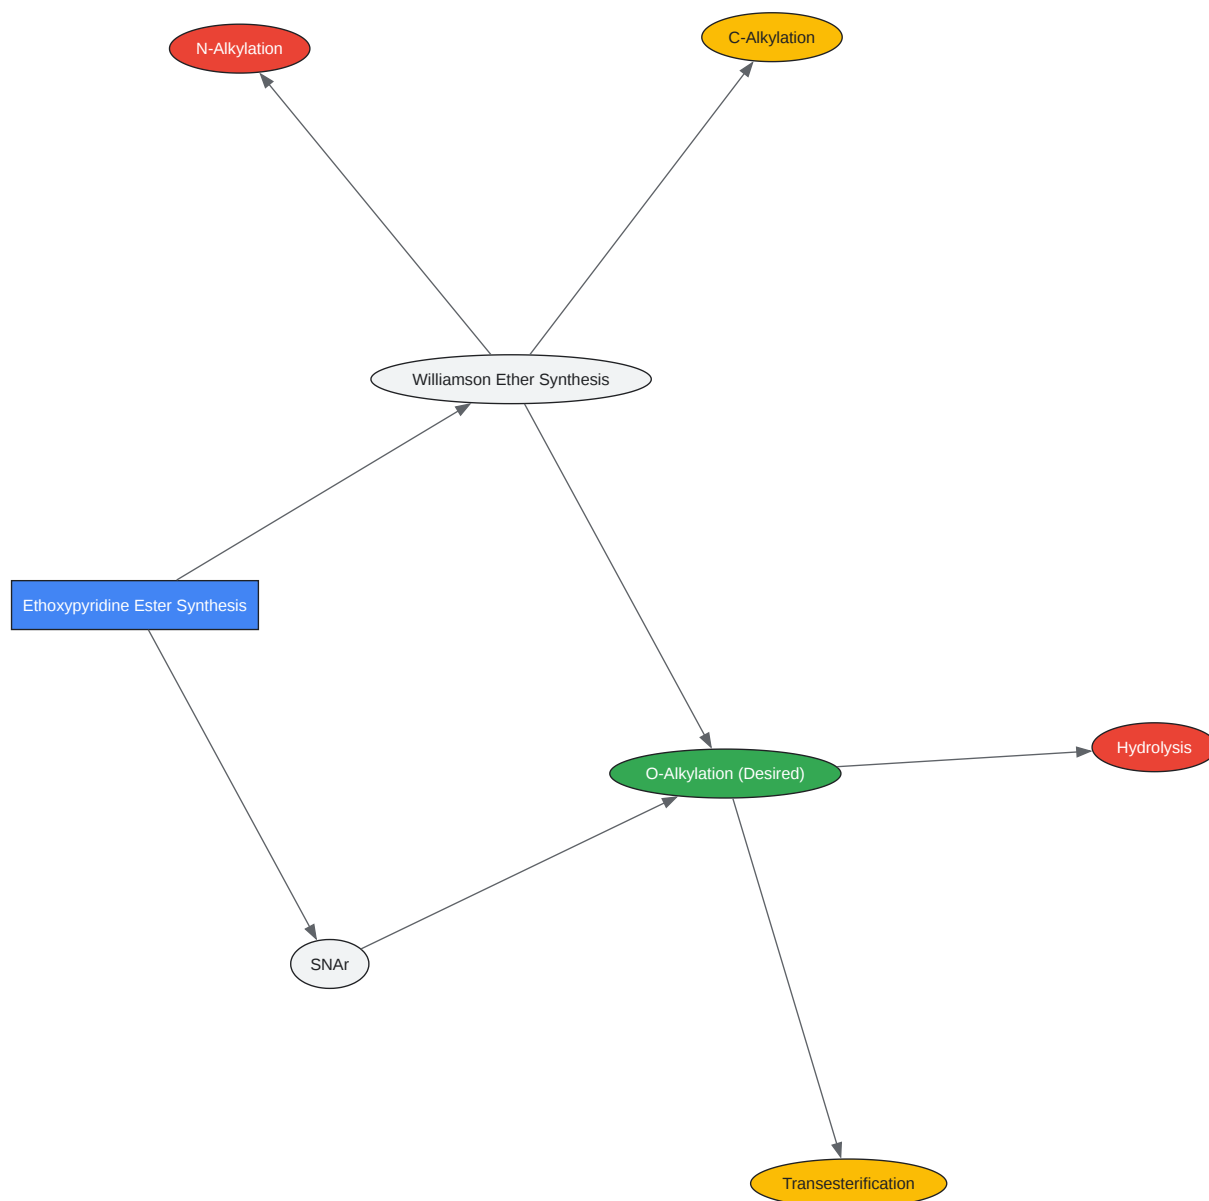 C-Alkylation
N-Alkylation
Williamson Ether Synthesis
Ethoxypyridine Ester Synthesis
Hydrolysis
O-Alkylation (Desired)
SNAr
Transesterification